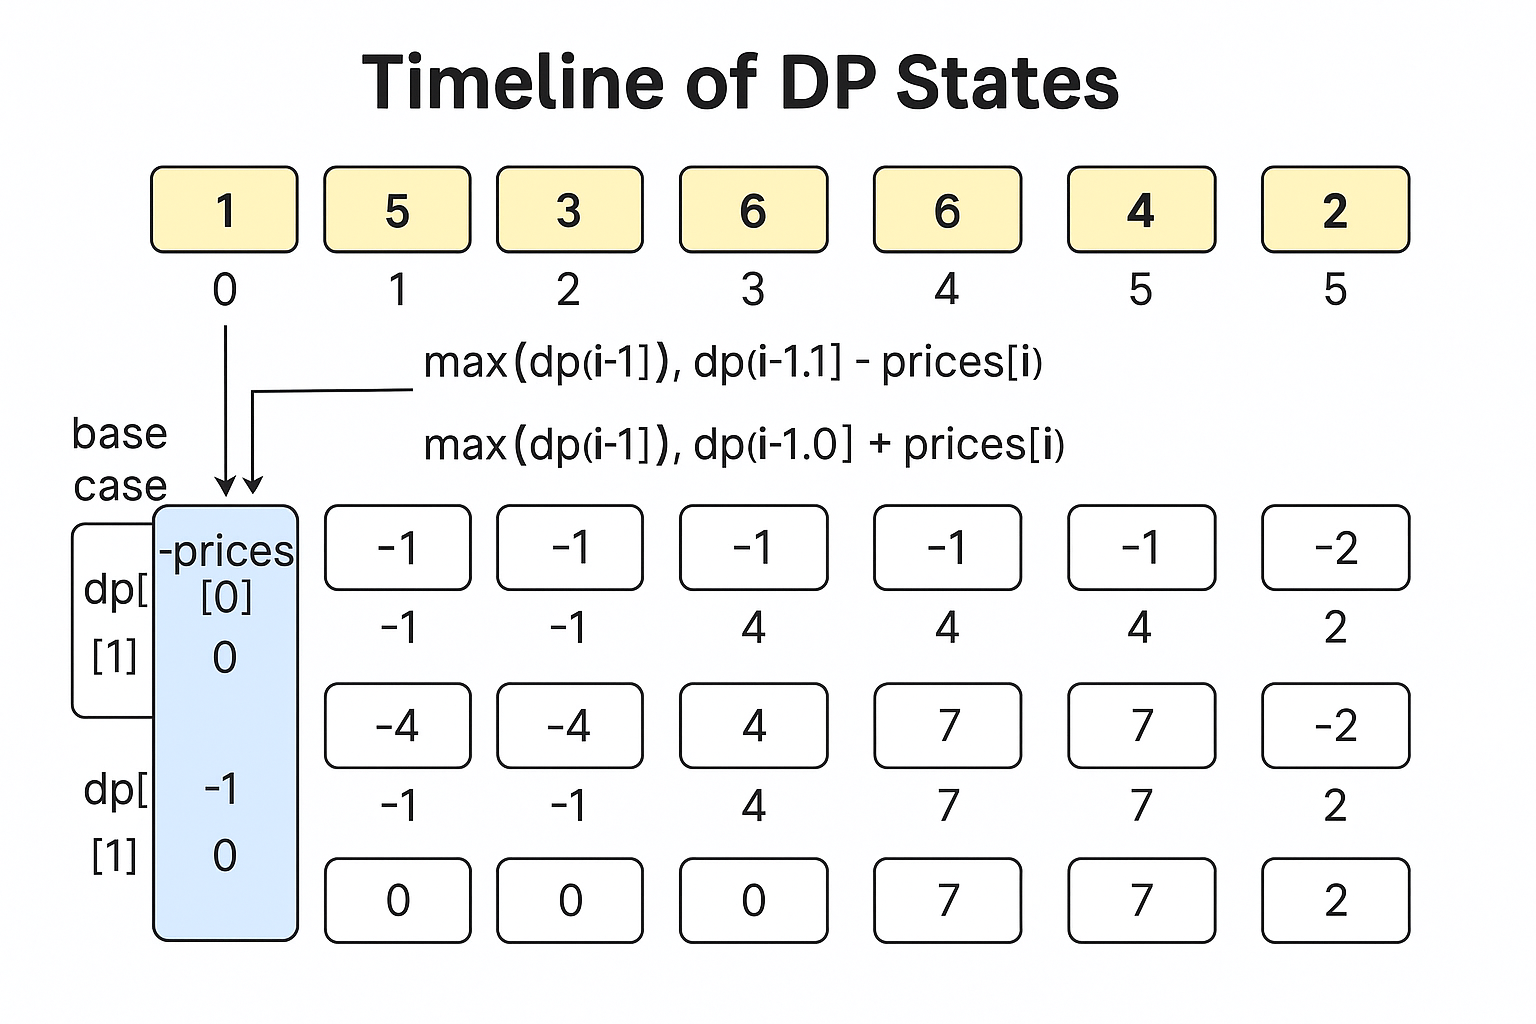 Timeline of DP States
1 5 3 6 6 4 2
0 1 2 3 4 5 5
max(dp(i-1]), dp(i-1.1] - prices[i)
base
case
max(dp(i-1]), dp(i-1.0] + prices[i)
-prices -1 -1 -1 -1 -1 -2
dp[ [0]
-1 -1 4 4 4 2
[1] 0
-4 -4 4 7 7 -2
dp[ -1 -1 -1 4 7 7 2
[1] 0
0 0 0 7 7 2